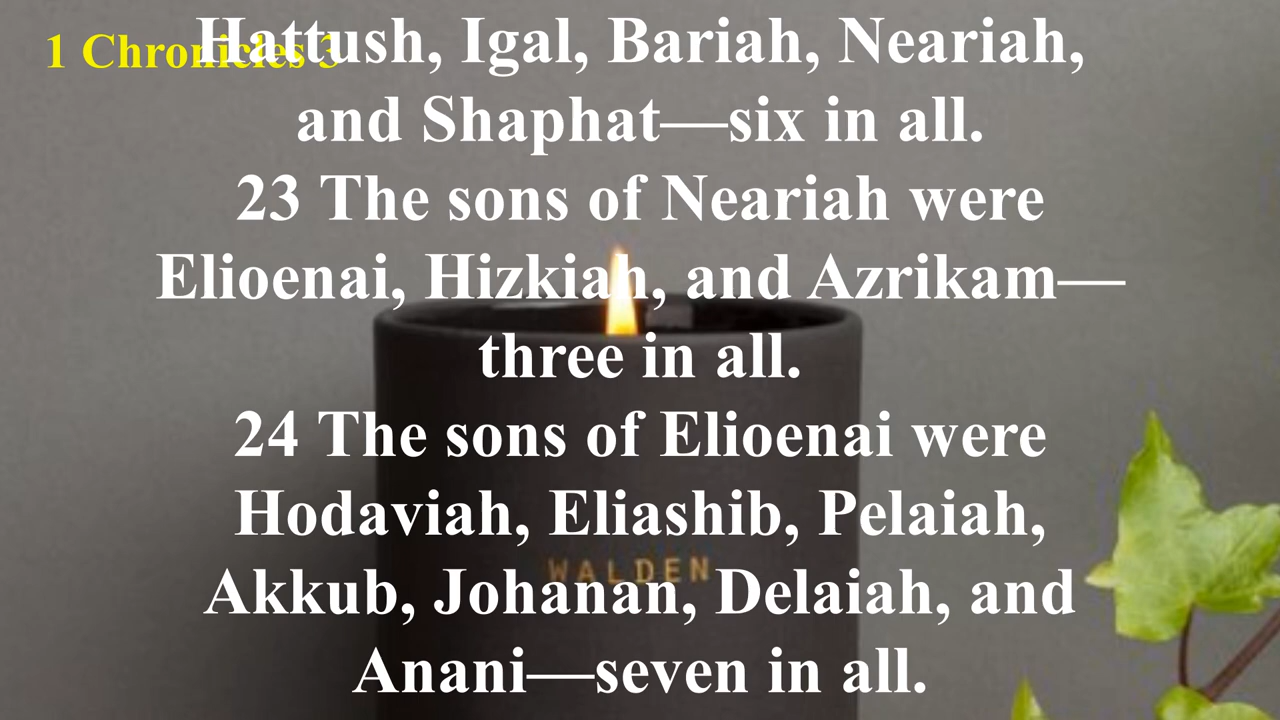 1 Chronicles 3
Hattush, Igal, Bariah, Neariah,
and Shaphat—six in all.
23 The sons of Neariah were
Elioenai, Hizkiah, and Azrikam—
three in all.
24 The sons of Elioenai were
Hodaviah, Eliashib, Pelaiah,
WALDEN
Akkub, Johanan, Delaiah, and
Anani—seven in all.